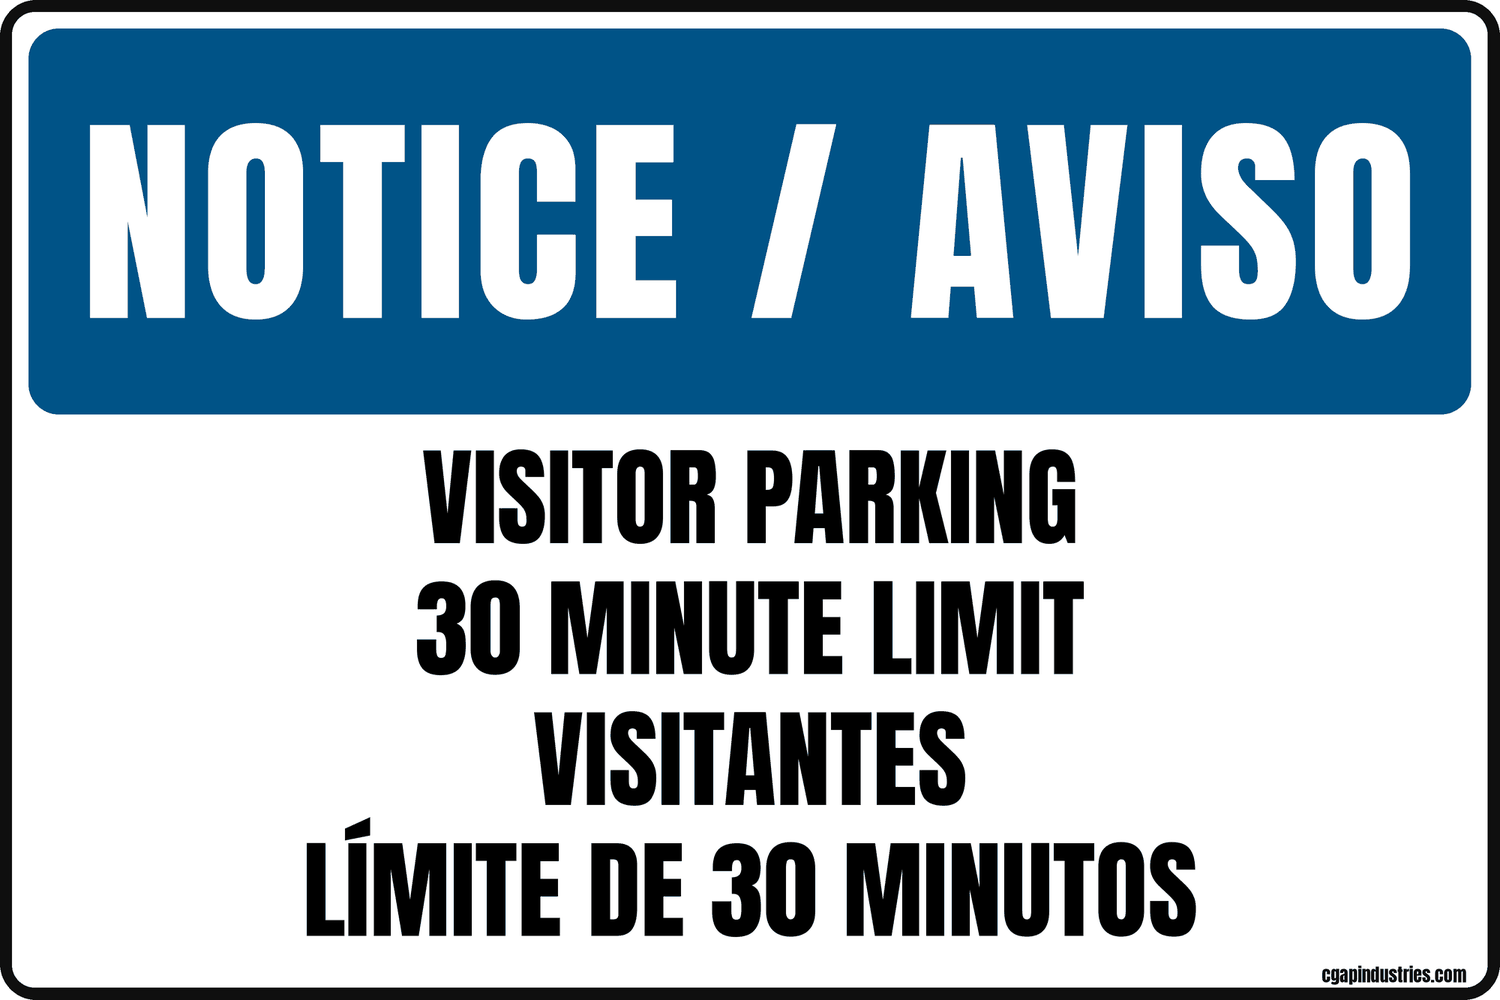 NOTICE / AVISO
VISITOR PARKING
30 MINUTE LIMIT
VISITANTES
LÍMITE DE 30 MINUTOS
cgapindustries.com